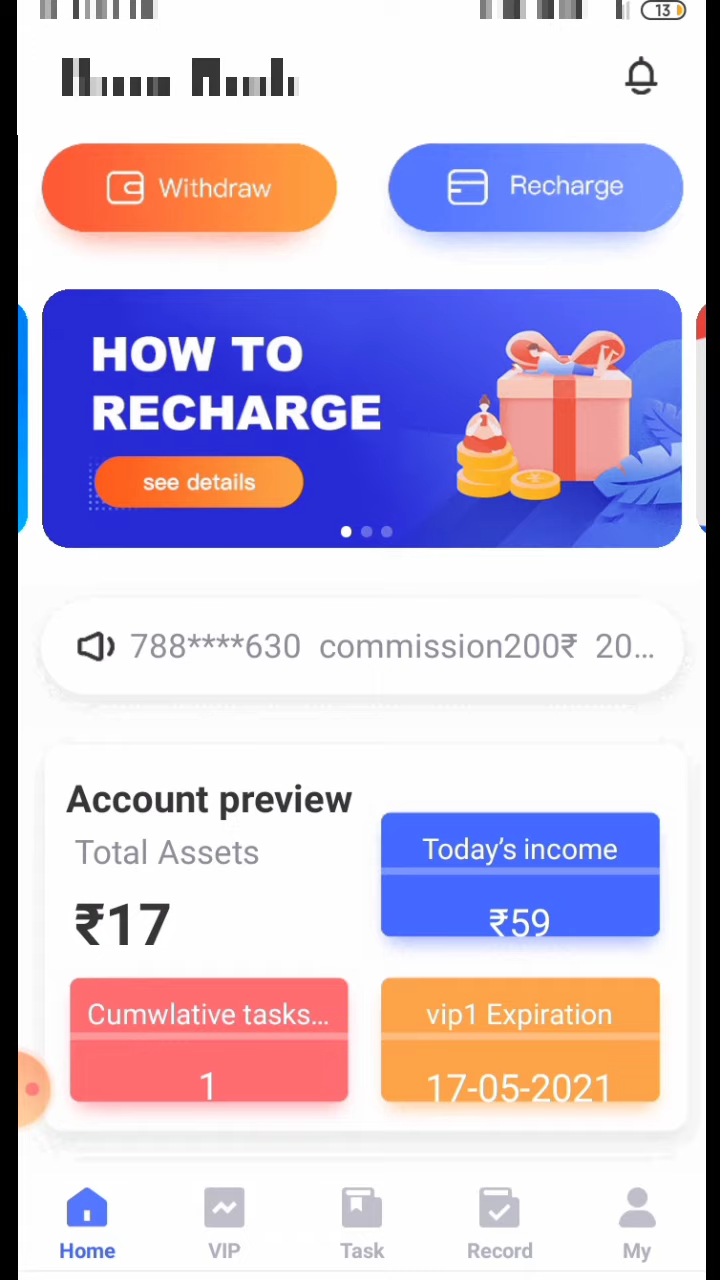 13
Withdraw
Recharge
HOW TO
RECHARGE
see details
788****630 commission200₹ 20...
Account preview
Total Assets
₹17
Today's income
₹59
Cumwlative tasks...
1
vip1 Expiration
17-05-2021
Home
VIP
Task
Record
My